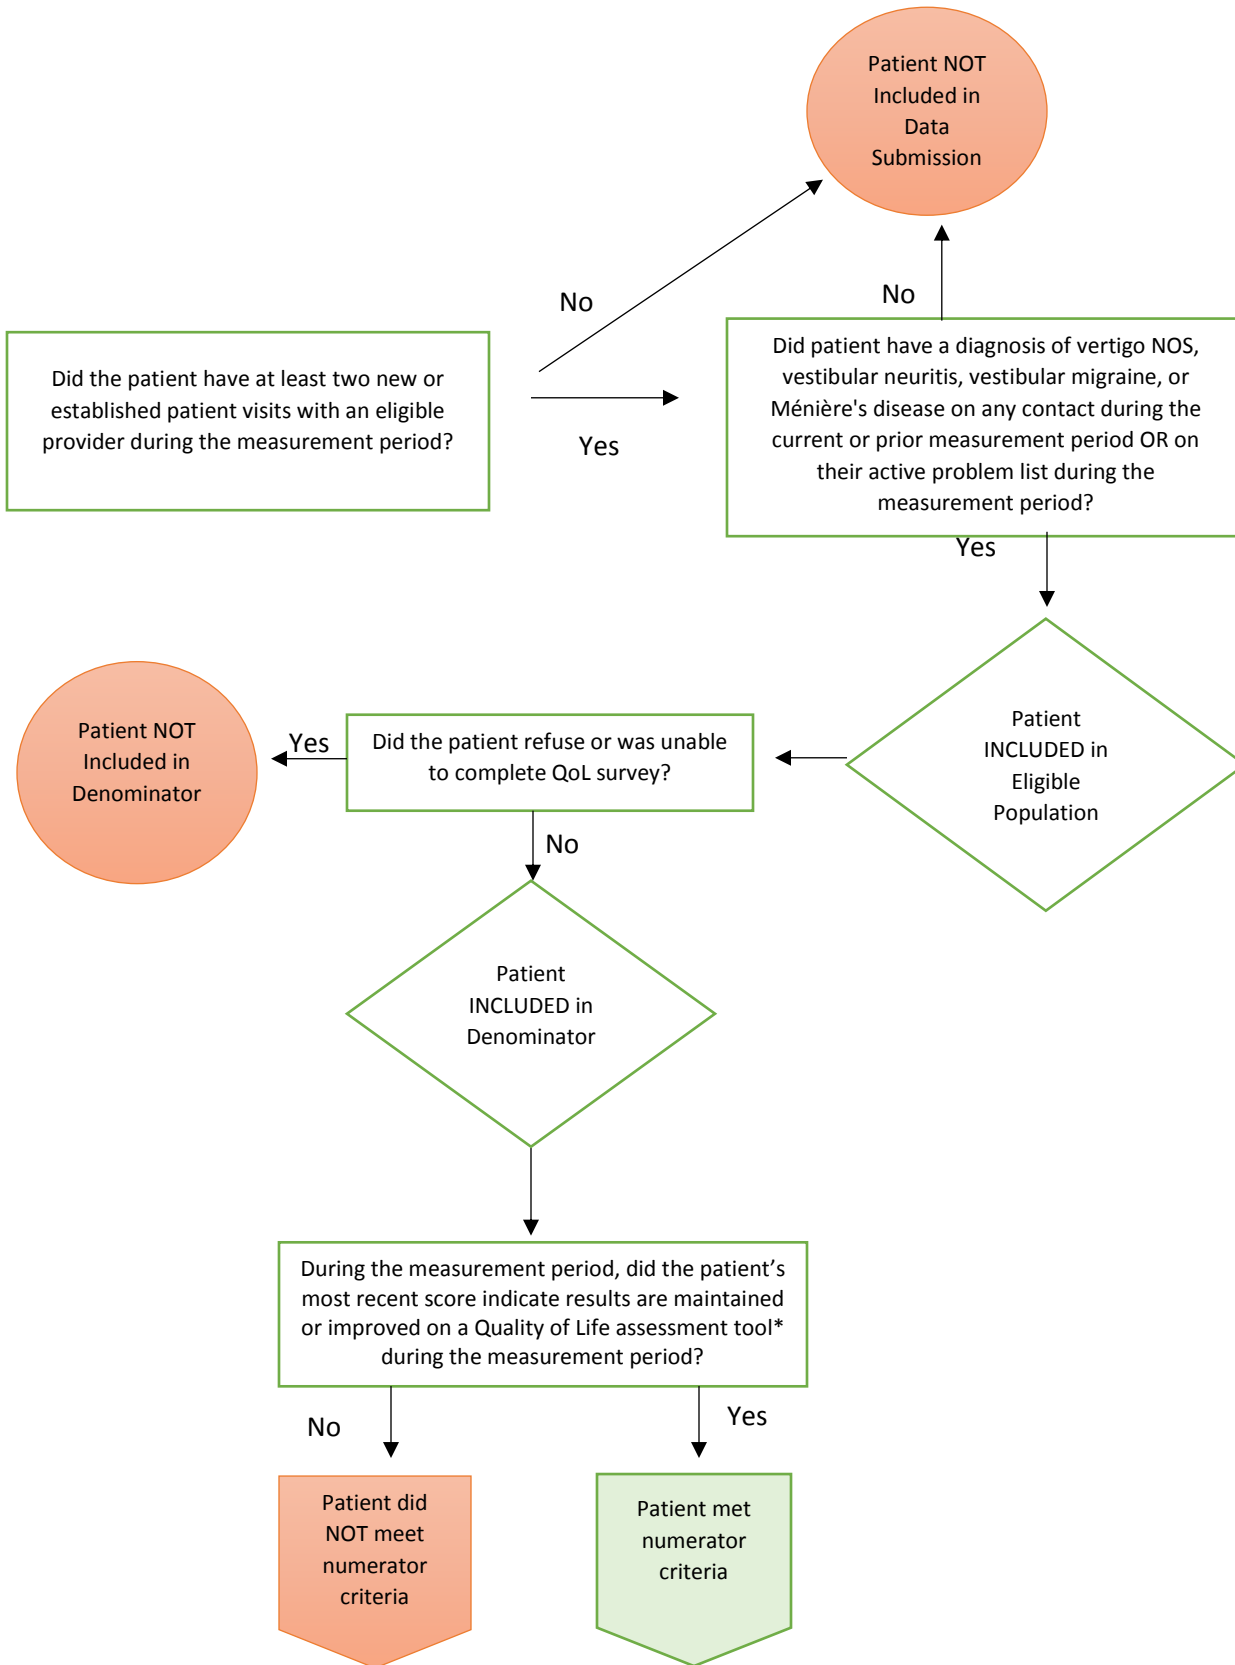 Patient NOT
Included in
Data
Submission
No
No
Did the patient have at least two new or
established patient visits with an eligible
provider during the measurement period?
Yes
Did patient have a diagnosis of vertigo NOS,
vestibular neuritis, vestibular migraine, or
Ménière's disease on any contact during the
current or prior measurement period OR on
their active problem list during the
measurement period?
Yes
Patient
INCLUDED in
Eligible
Population
Did the patient refuse or was unable
to complete QoL survey?
Yes
Patient NOT
Included in
Denominator
No
Patient
INCLUDED in
Denominator
During the measurement period, did the patient’s
most recent score indicate results are maintained
or improved on a Quality of Life assessment tool*
during the measurement period?
No
Yes
Patient did
NOT meet
numerator
criteria
Patient met
numerator
criteria